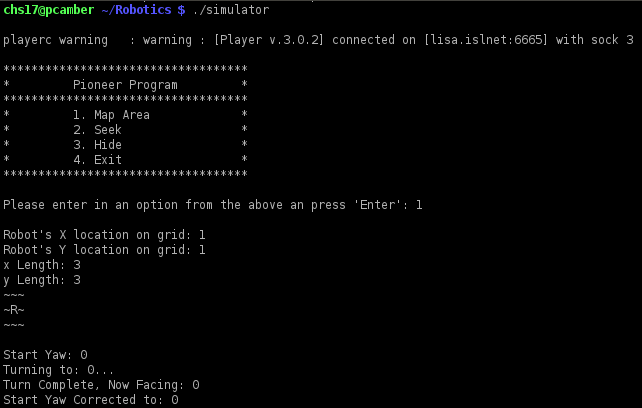 chs17@pcamber ~/Robotics $ ./simulator
playerc warning   : warning : [Player v.3.0.2] connected on [lisa.islnet:6665] with sock 3
***********************************
*         Pioneer Program         *
***********************************
*         1. Map Area             *
*         2. Seek                 *
*         3. Hide                 *
*         4. Exit                 *
***********************************
Please enter in an option from the above an press 'Enter': 1
Robot's X location on grid: 1
Robot's Y location on grid: 1
x Length: 3
y Length: 3
~~~
~R~
~~~
Start Yaw: 0
Turning to: 0...
Turn Complete, Now Facing: 0
Start Yaw Corrected to: 0